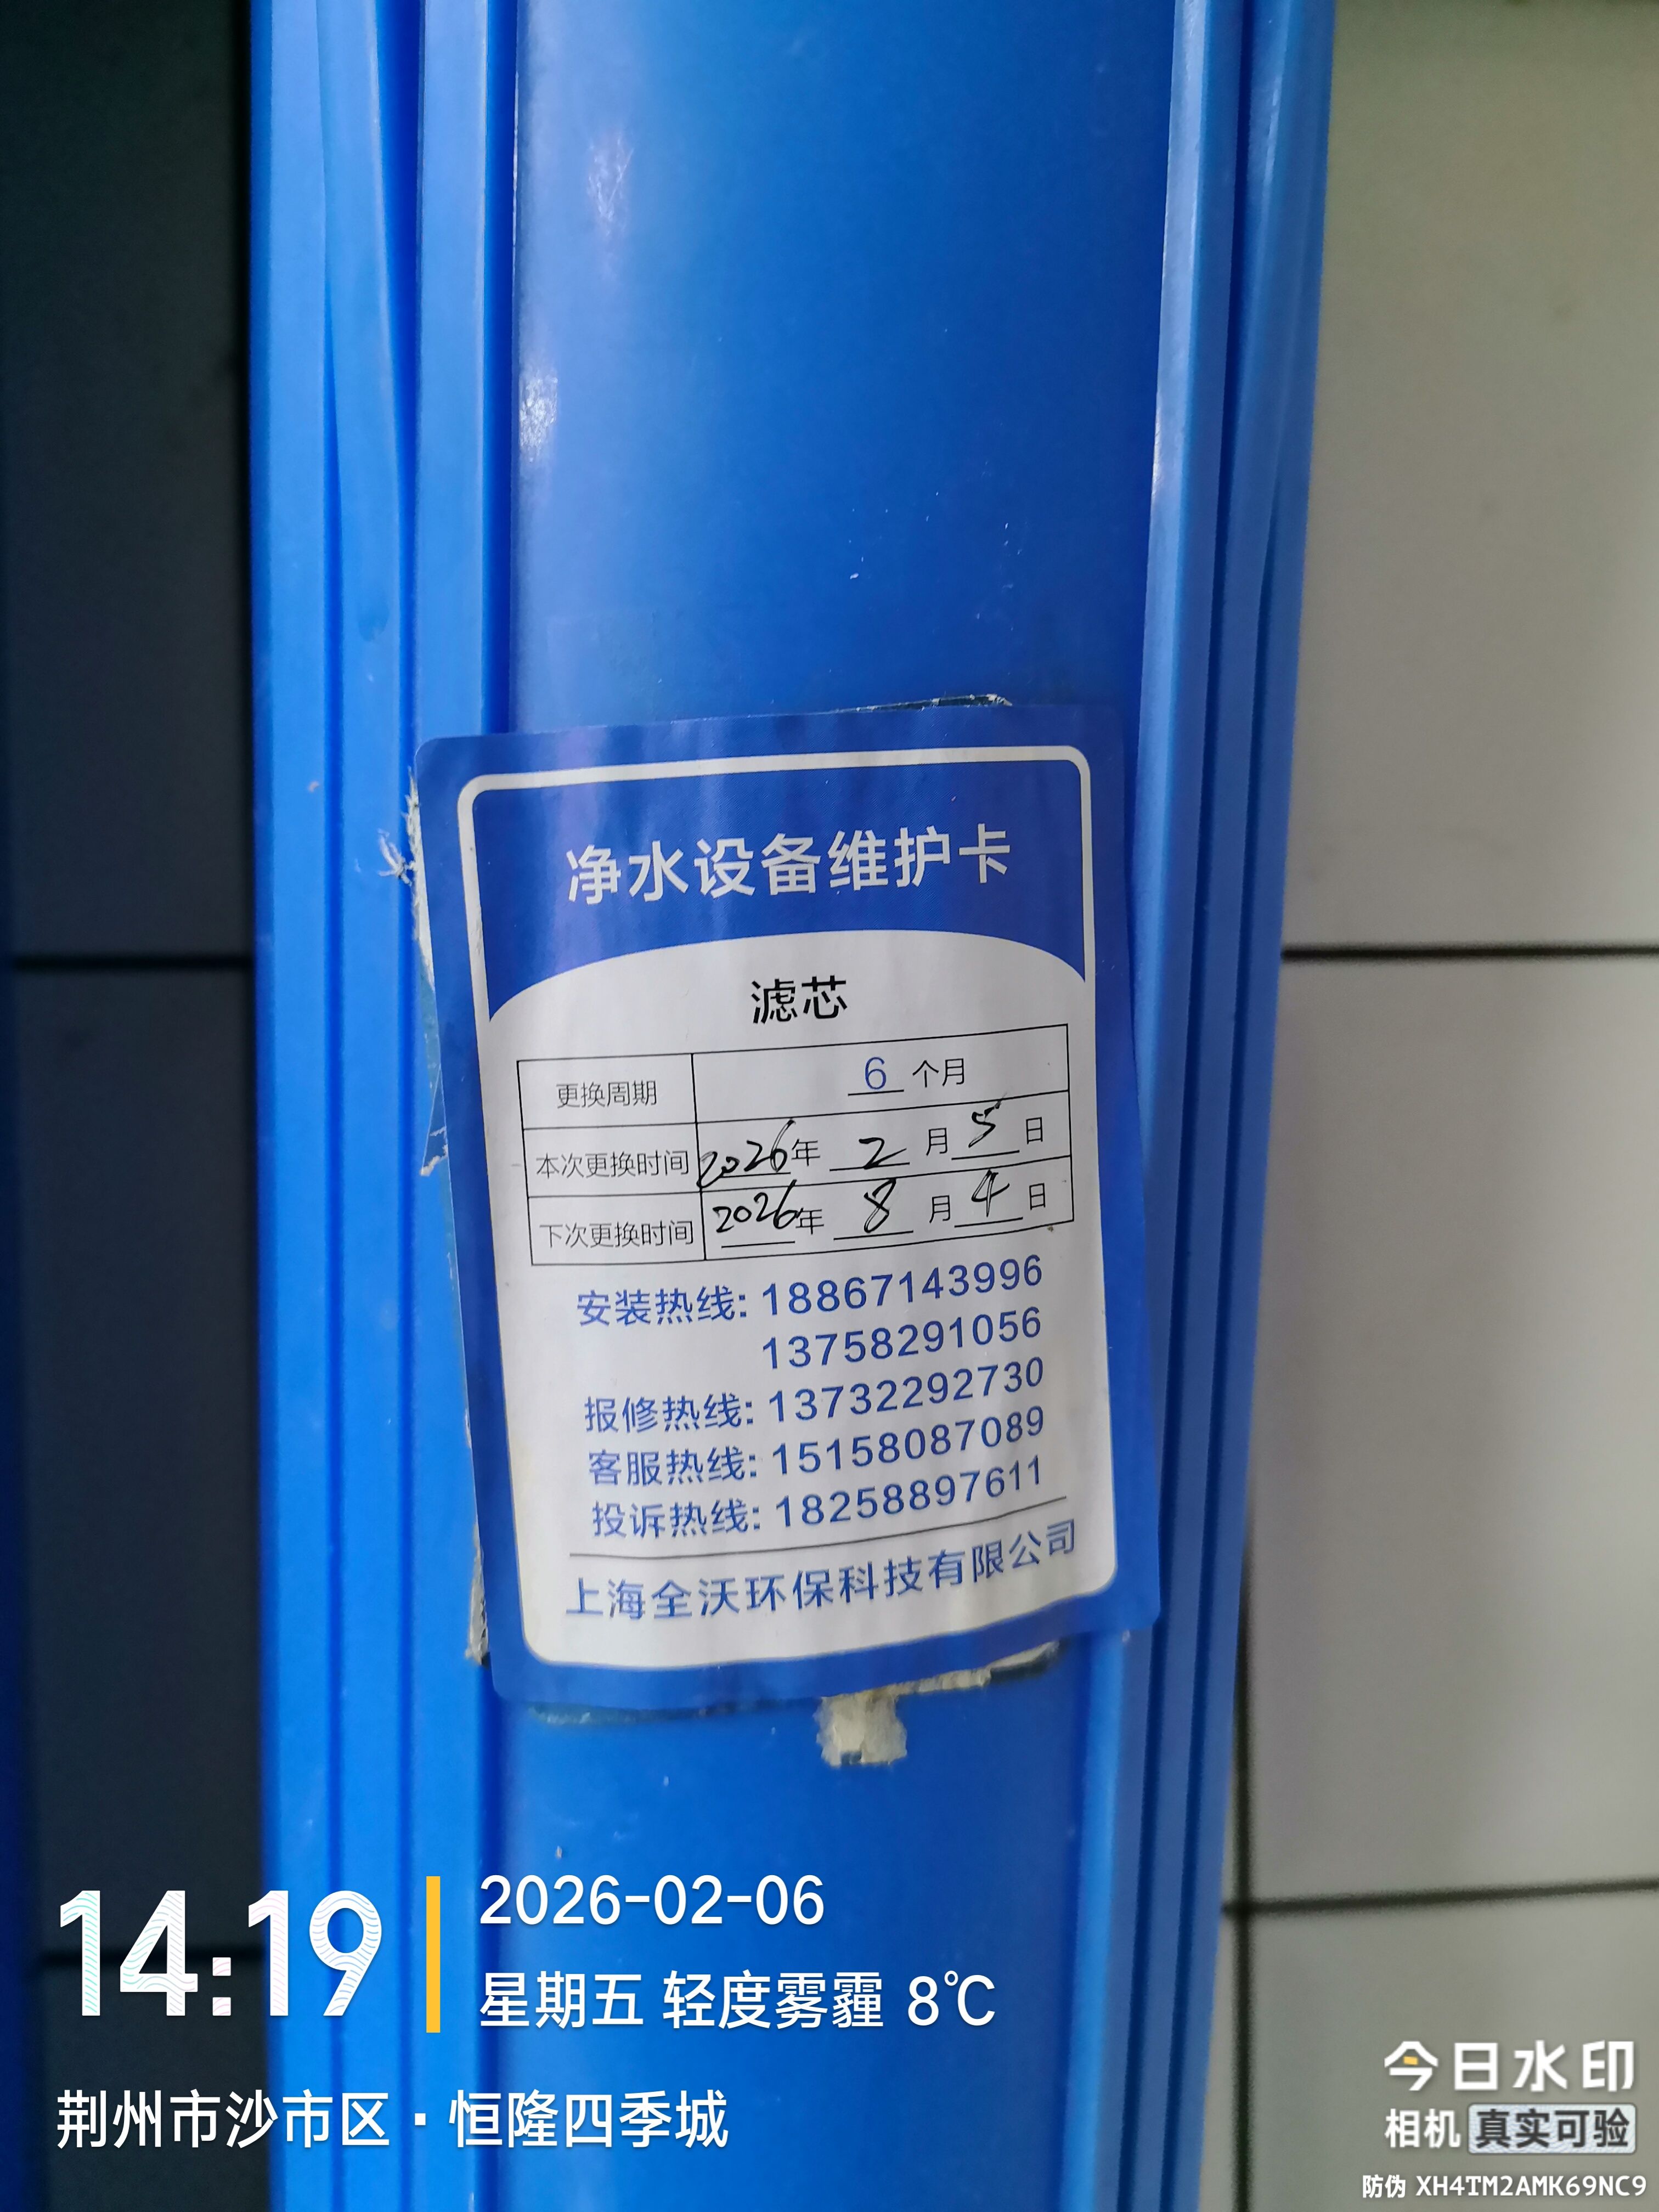 净水设备维护卡
滤芯
更换周期 6 个月
本次更换时间 2026年 2 月 5 日
下次更换时间 2026年 8 月 4 日
安装热线: 18867143996
13758291056
报修热线: 13732292730
客服热线: 15158087089
投诉热线: 18258897611
上海全沃环保科技有限公司
14:19
2026-02-06
星期五 轻度雾霾 8℃
荆州市沙市区·恒隆四季城
今日水印
相机 真实可验
防伪 XH4TM2AMK69NC9